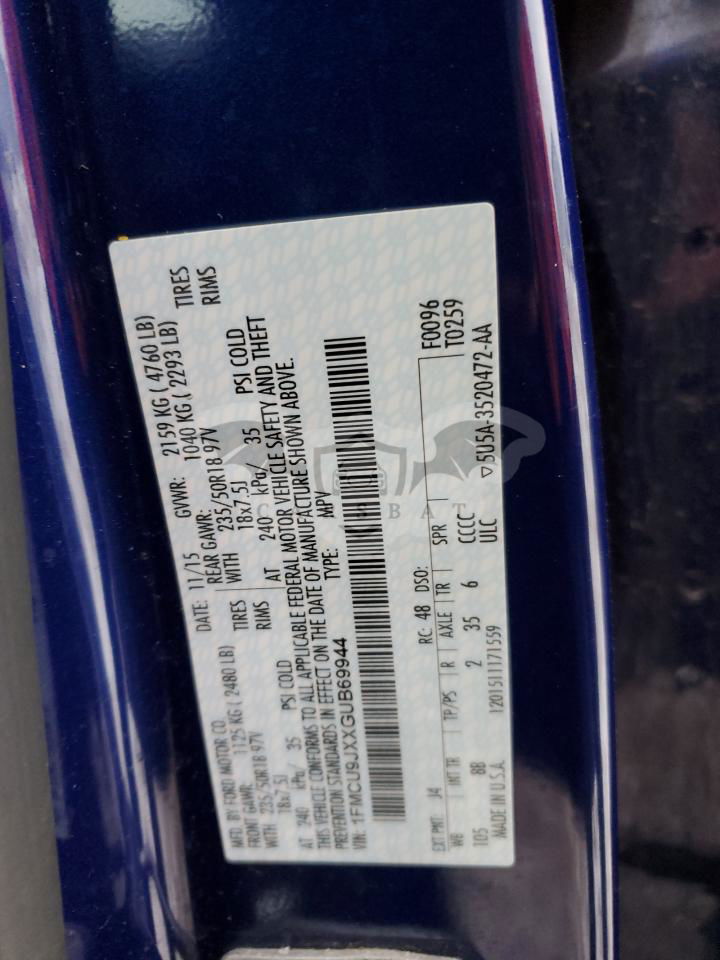 MFD BY FORD MOTOR CO. DATE: 11/15 GVWR: 2159 KG ( 4760 LB)
FRONT GAWR: 1125 KG ( 2480 LB) REAR GAWR: 1040 KG ( 2293 LB)
WITH 235/50R18 97V TIRES WITH 235/50R18 97V TIRES
18x7.5J RIMS 18x7.5J RIMS
AT 240 kPa/ 35 PSI COLD AT 240 kPa/ 35 PSI COLD
THIS VEHICLE CONFORMS TO ALL APPLICABLE FEDERAL MOTOR VEHICLE SAFETY AND THEFT
PREVENTION STANDARDS IN EFFECT ON THE DATE OF MANUFACTURE SHOWN ABOVE.
VIN: 1FMCU9JXXGUB69944 TYPE: MPV
EXT PNT: J4 RC: 48 DSO: F0096
WB INT TR TP/PS R AXLE TR SPR T0259
105 8B 2 35 6 CCCC
MADE IN U.S.A. 1201511171559 ULC ▽5U5A-3520472-AA